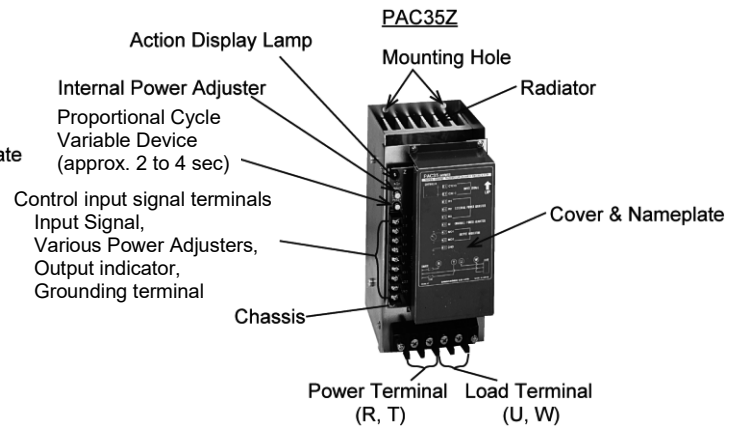 PAC35Z
Action Display Lamp
Mounting Hole
Internal Power Adjuster
Radiator
Proportional Cycle
Variable Device
(approx. 2 to 4 sec)
ate
Control input signal terminals
Input Signal,
Various Power Adjusters,
Output indicator,
Grounding terminal
Cover & Nameplate
Chassis
Power Terminal
(R, T)
Load Terminal
(U, W)